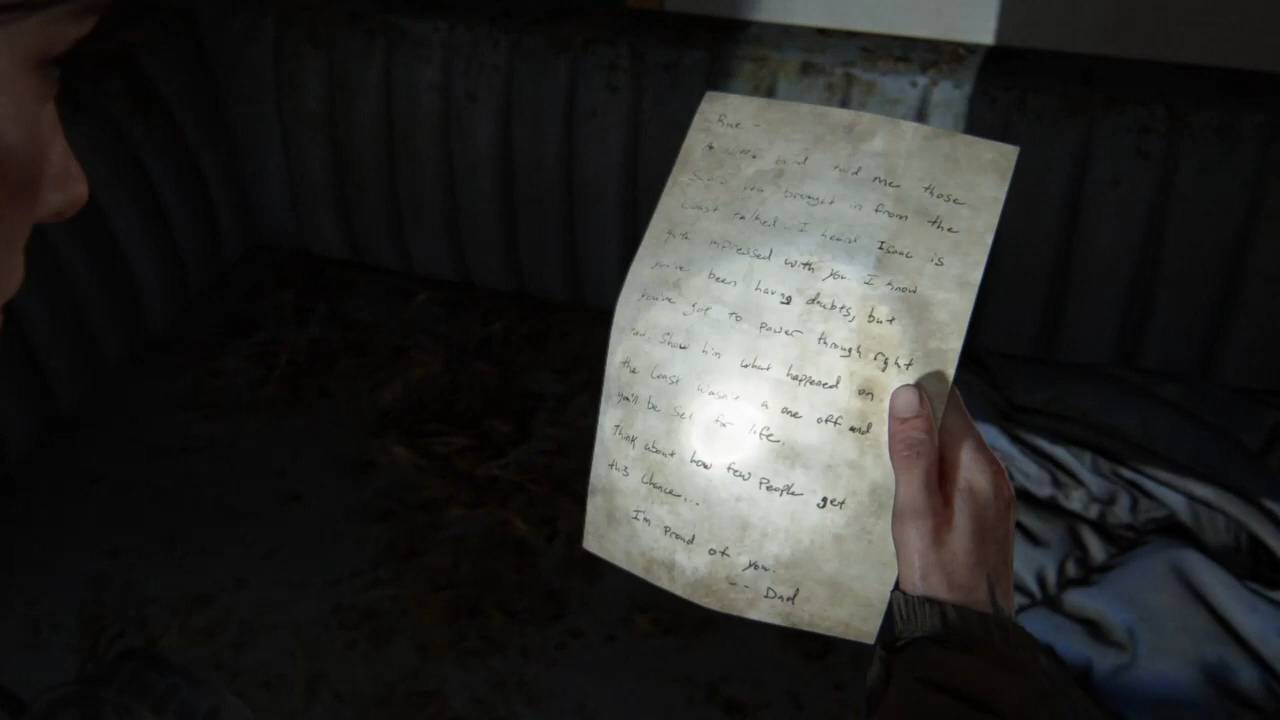 A little bird told me those
Scars you brought in from the
Coast talked. I heard Isaac is
quite impressed with you. I know
you've been having doubts, but
you've got to power through right
now. Show him what happened on
the Coast wasn't a one off and
you'll be set for life.
Think about how few people get
this chance...
I'm proud of you.
-- Dad